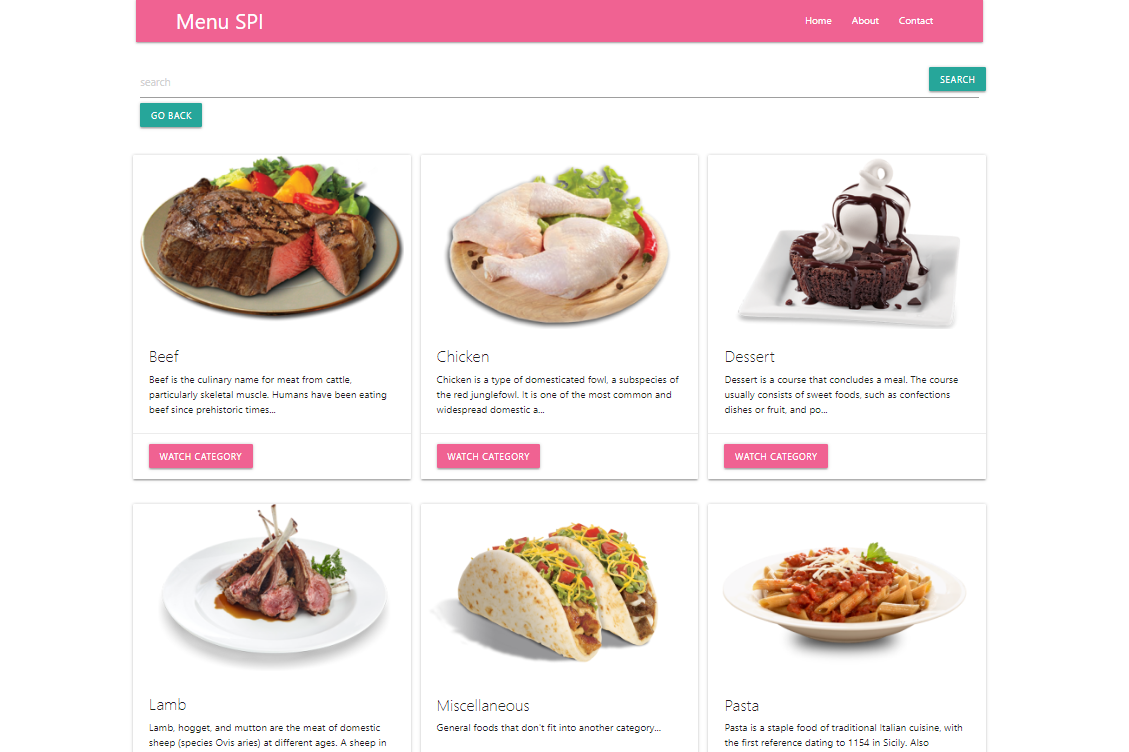 Menu SPI
Home About Contact
search
SEARCH
GO BACK
Beef
Beef is the culinary name for meat from cattle,
particularly skeletal muscle. Humans have been eating
beef since prehistoric times...
WATCH CATEGORY
Chicken
Chicken is a type of domesticated fowl, a subspecies of
the red junglefowl. It is one of the most common and
widespread domestic a...
WATCH CATEGORY
Dessert
Dessert is a course that concludes a meal. The course
usually consists of sweet foods, such as confections
dishes or fruit, and po...
WATCH CATEGORY
Lamb
Lamb, hogget, and mutton are the meat of domestic
sheep (species Ovis aries) at different ages. A sheep in
Miscellaneous
General foods that don't fit into another category...
Pasta
Pasta is a staple food of traditional Italian cuisine, with
the first reference dating to 1154 in Sicily. Also